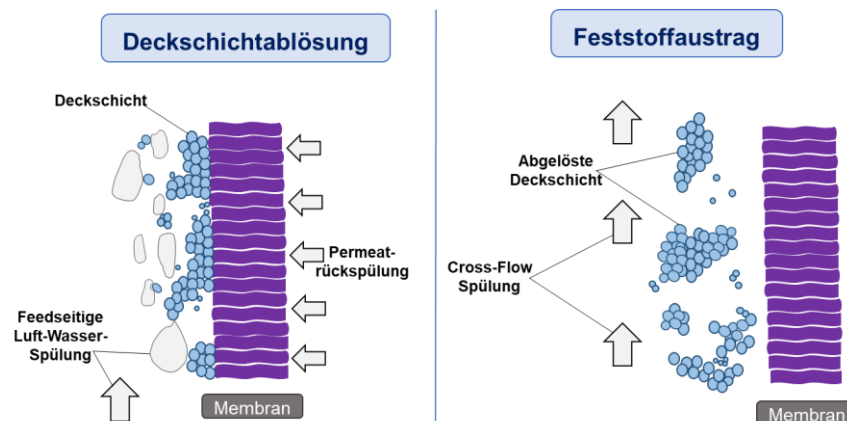 Deckschichtablösung
Deckschicht
Permeat-
rückspülung
Feedseitige
Luft-Wasser-
Spülung
Membran
Feststoffaustrag
Abgelöste
Deckschicht
Cross-Flow
Spülung
Membran